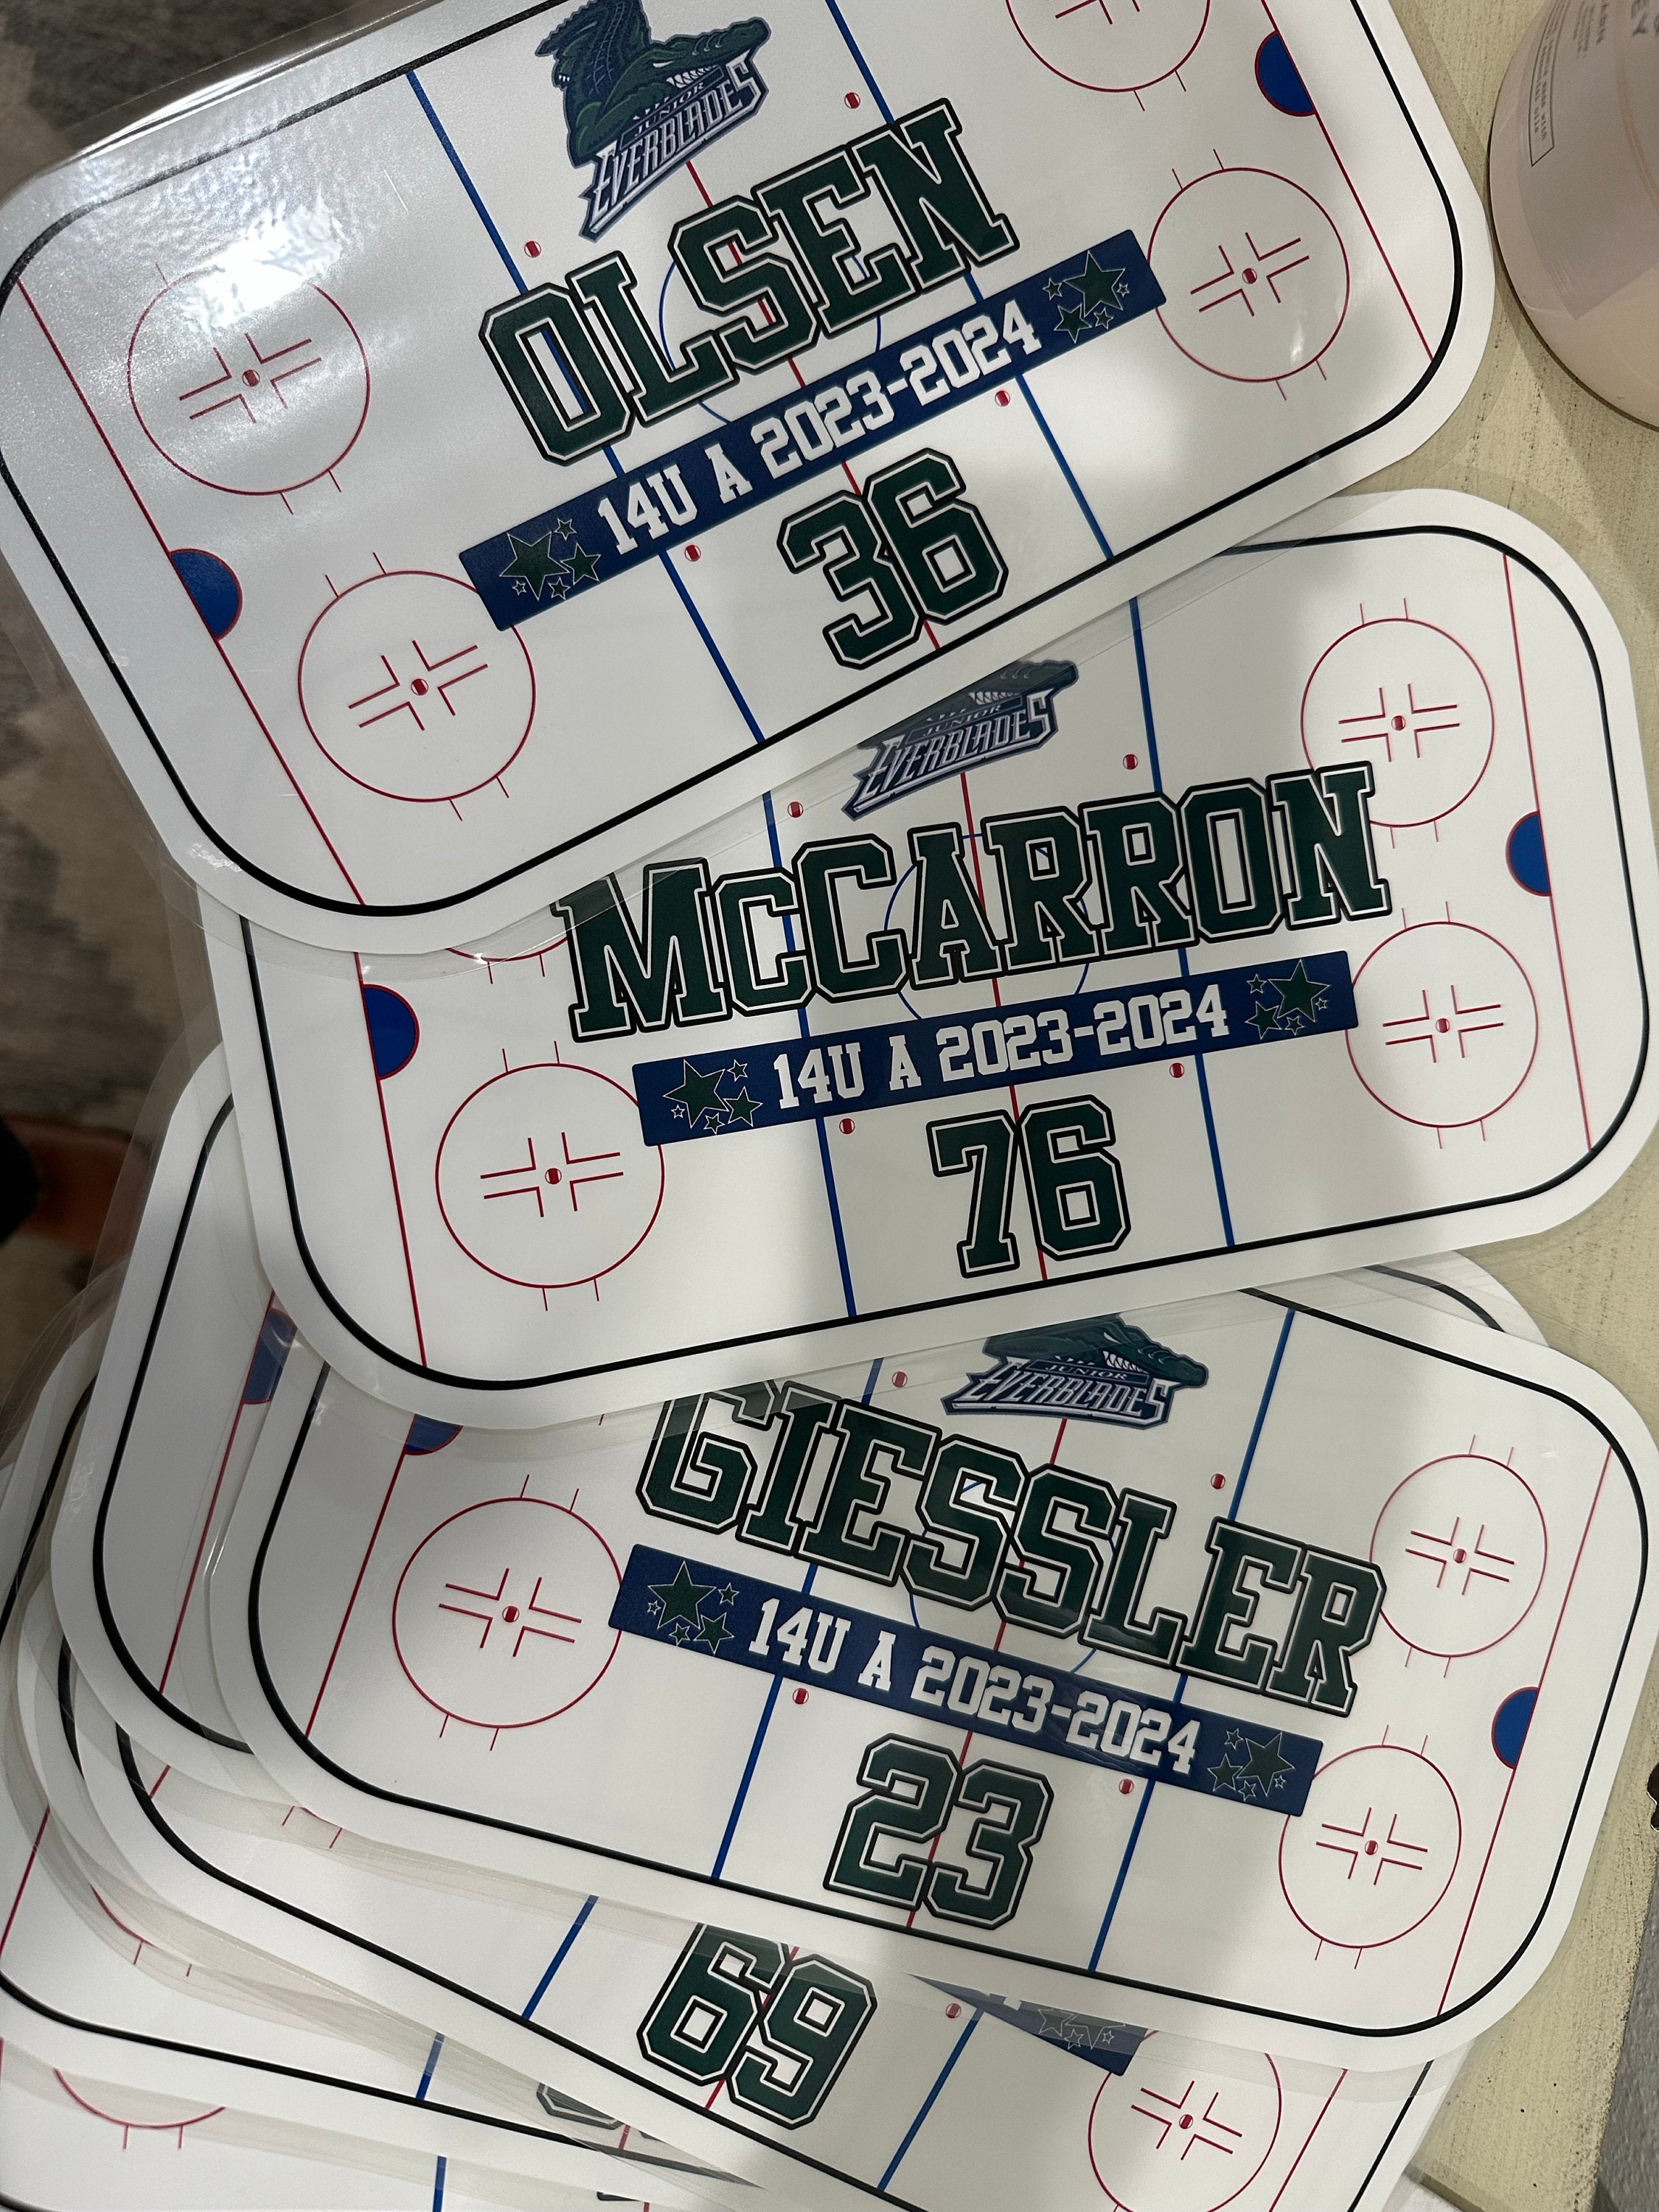 JUNIOR
EVERBLADES
OLSEN
14U A 2023-2024
36
JUNIOR
EVERBLADES
McCARRON
14U A 2023-2024
76
JUNIOR
EVERBLADES
GIESSLER
14U A 2023-2024
23
69